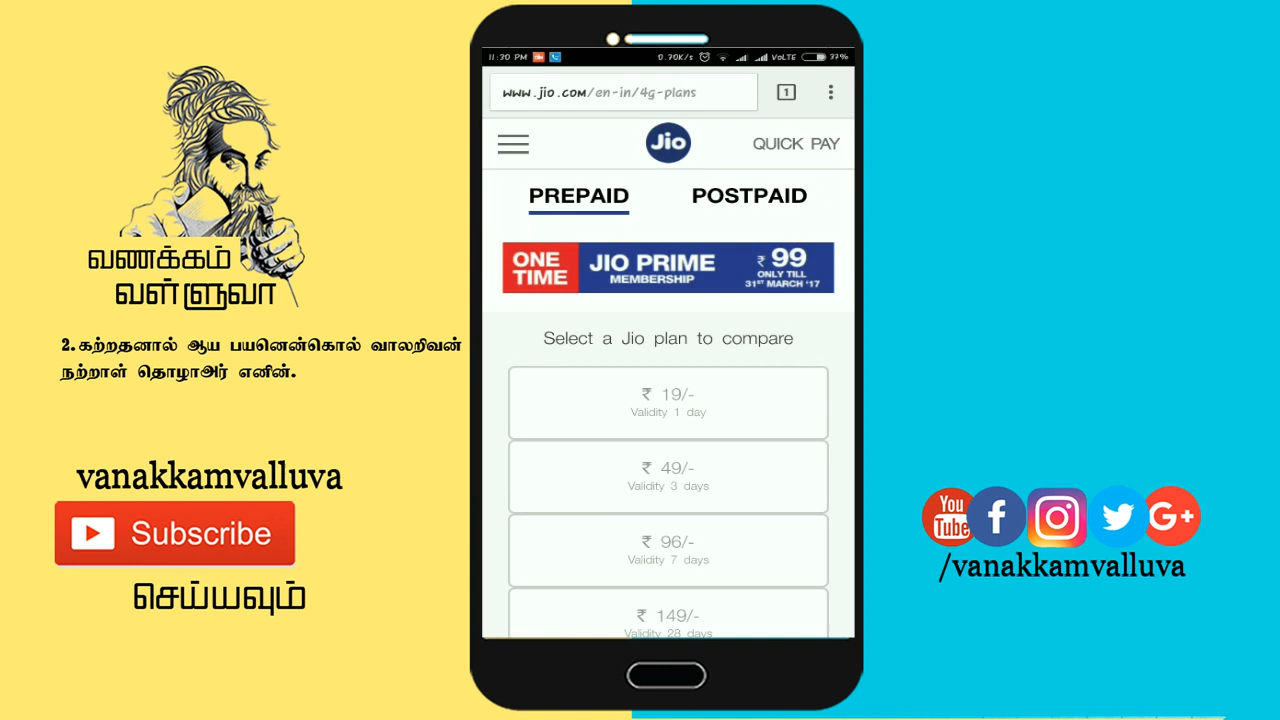 வணக்கம்
வள்ளுவா
2.கற்றதனால் ஆய பயனென்கொல் வாலறிவன்
நற்றாள் தொழாஅர் எனின்.
vanakkamvalluva
Subscribe
செய்யவும்
11:30 PM 0.70K/s VoLTE 37%
www.jio.com/en-in/4g-plans
1
Jio
QUICK PAY
PREPAID POSTPAID
ONE TIME
JIO PRIME
MEMBERSHIP
₹ 99
ONLY TILL
31ST MARCH '17
Select a Jio plan to compare
₹ 19/-
Validity 1 day
₹ 49/-
Validity 3 days
₹ 96/-
Validity 7 days
₹ 149/-
Validity 28 days
You
Tube
f
G+
/vanakkamvalluva